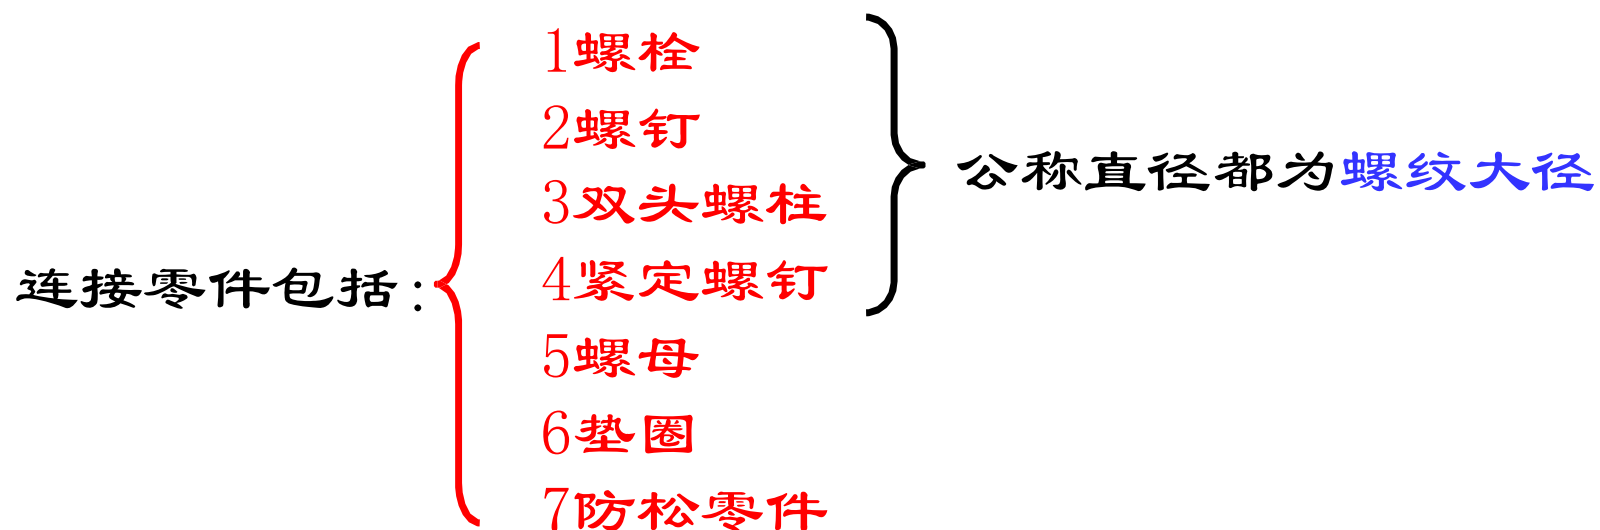 连接零件包括:
1螺栓
2螺钉
3双头螺柱
4紧定螺钉
5螺母
6垫圈
7防松零件
公称直径都为螺纹大径